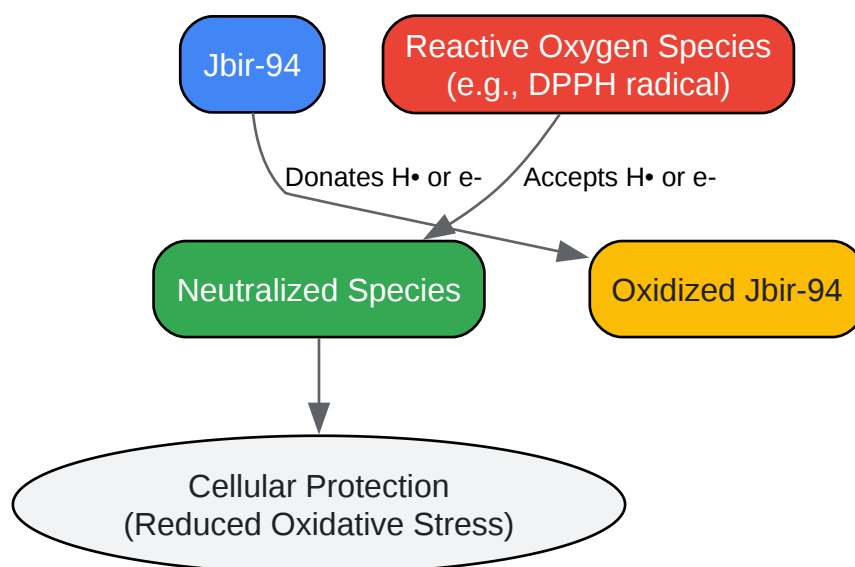 Jbir-94
Reactive Oxygen Species
(e.g., DPPH radical)
Donates H• or e-
Accepts H• or e-
Neutralized Species
Oxidized Jbir-94
Cellular Protection
(Reduced Oxidative Stress)